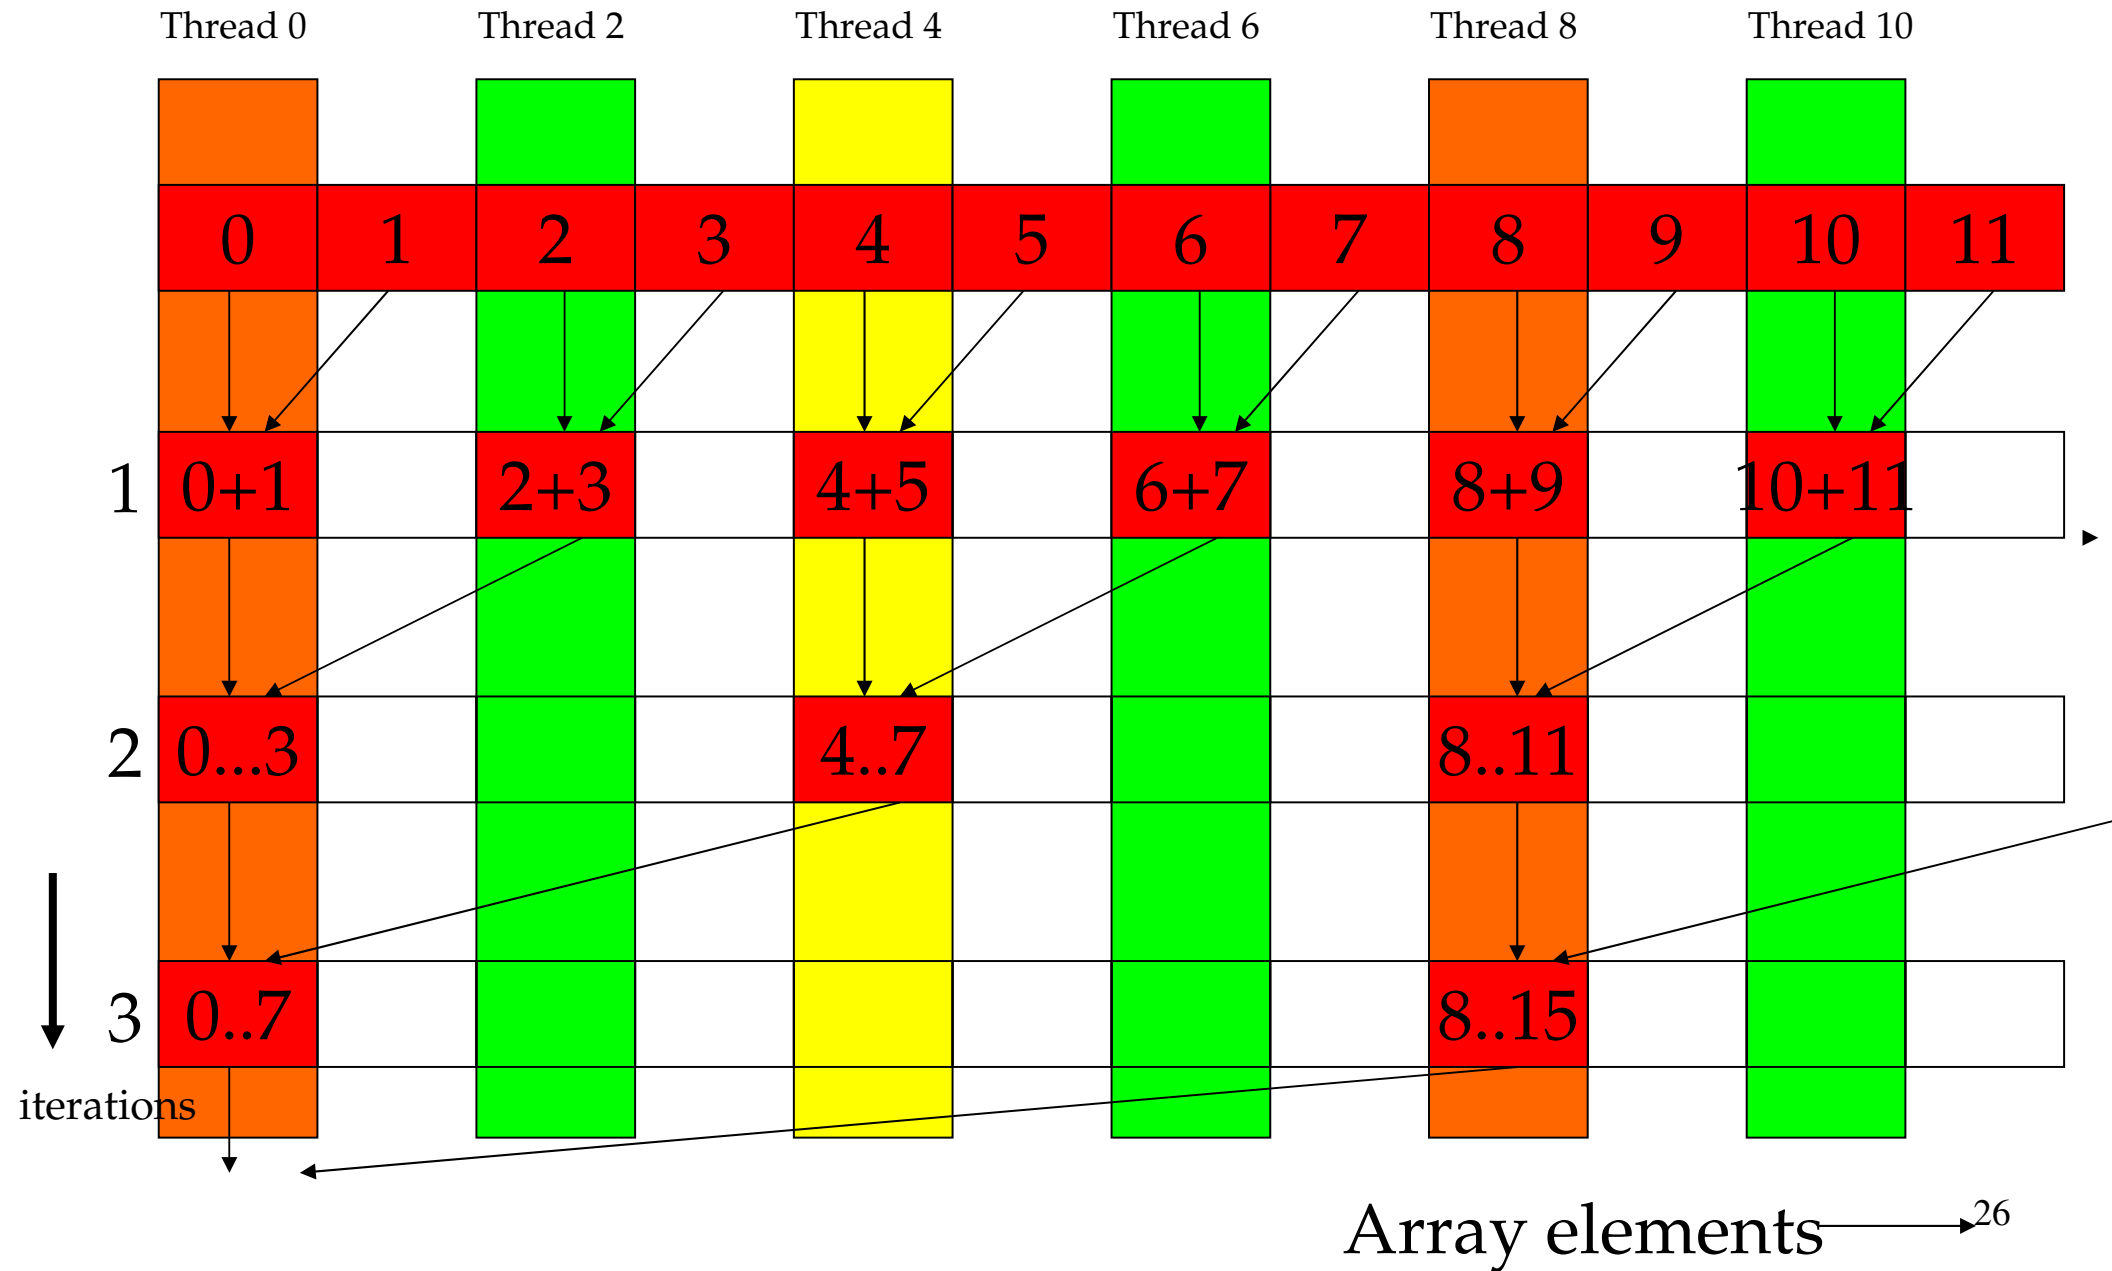 Thread 0 Thread 2 Thread 4 Thread 6 Thread 8 Thread 10
0 1 2 3 4 5 6 7 8 9 10 11
1 0+1 2+3 4+5 6+7 8+9 10+11
2 0...3 4..7 8..11
3 0..7 8..15
iterations
Array elements 26